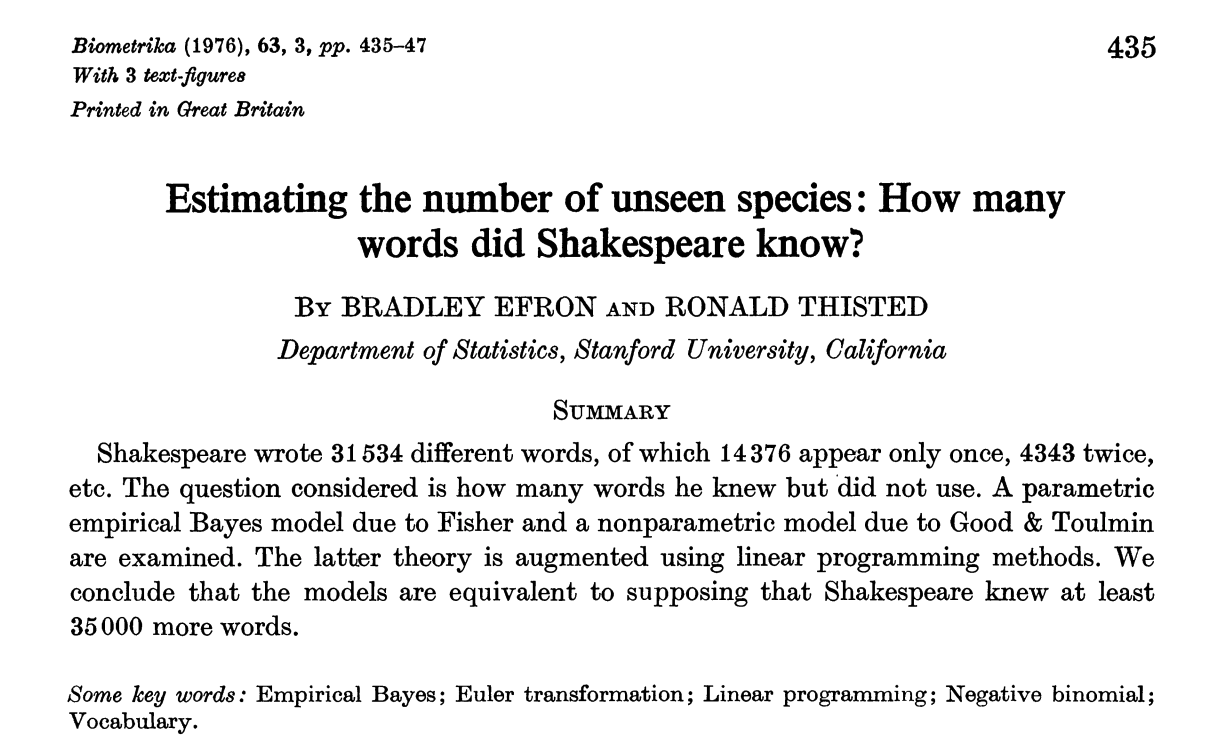 Biometrika (1976), 63, 3, pp. 435–47
435
With 3 text-figures
Printed in Great Britain
Estimating the number of unseen species: How many
words did Shakespeare know?
By BRADLEY EFRON AND RONALD THISTED
Department of Statistics, Stanford University, California
SUMMARY
Shakespeare wrote 31 534 different words, of which 14 376 appear only once, 4343 twice,
etc. The question considered is how many words he knew but did not use. A parametric
empirical Bayes model due to Fisher and a nonparametric model due to Good & Toulmin
are examined. The latter theory is augmented using linear programming methods. We
conclude that the models are equivalent to supposing that Shakespeare knew at least
35 000 more words.
Some key words: Empirical Bayes; Euler transformation; Linear programming; Negative binomial;
Vocabulary.